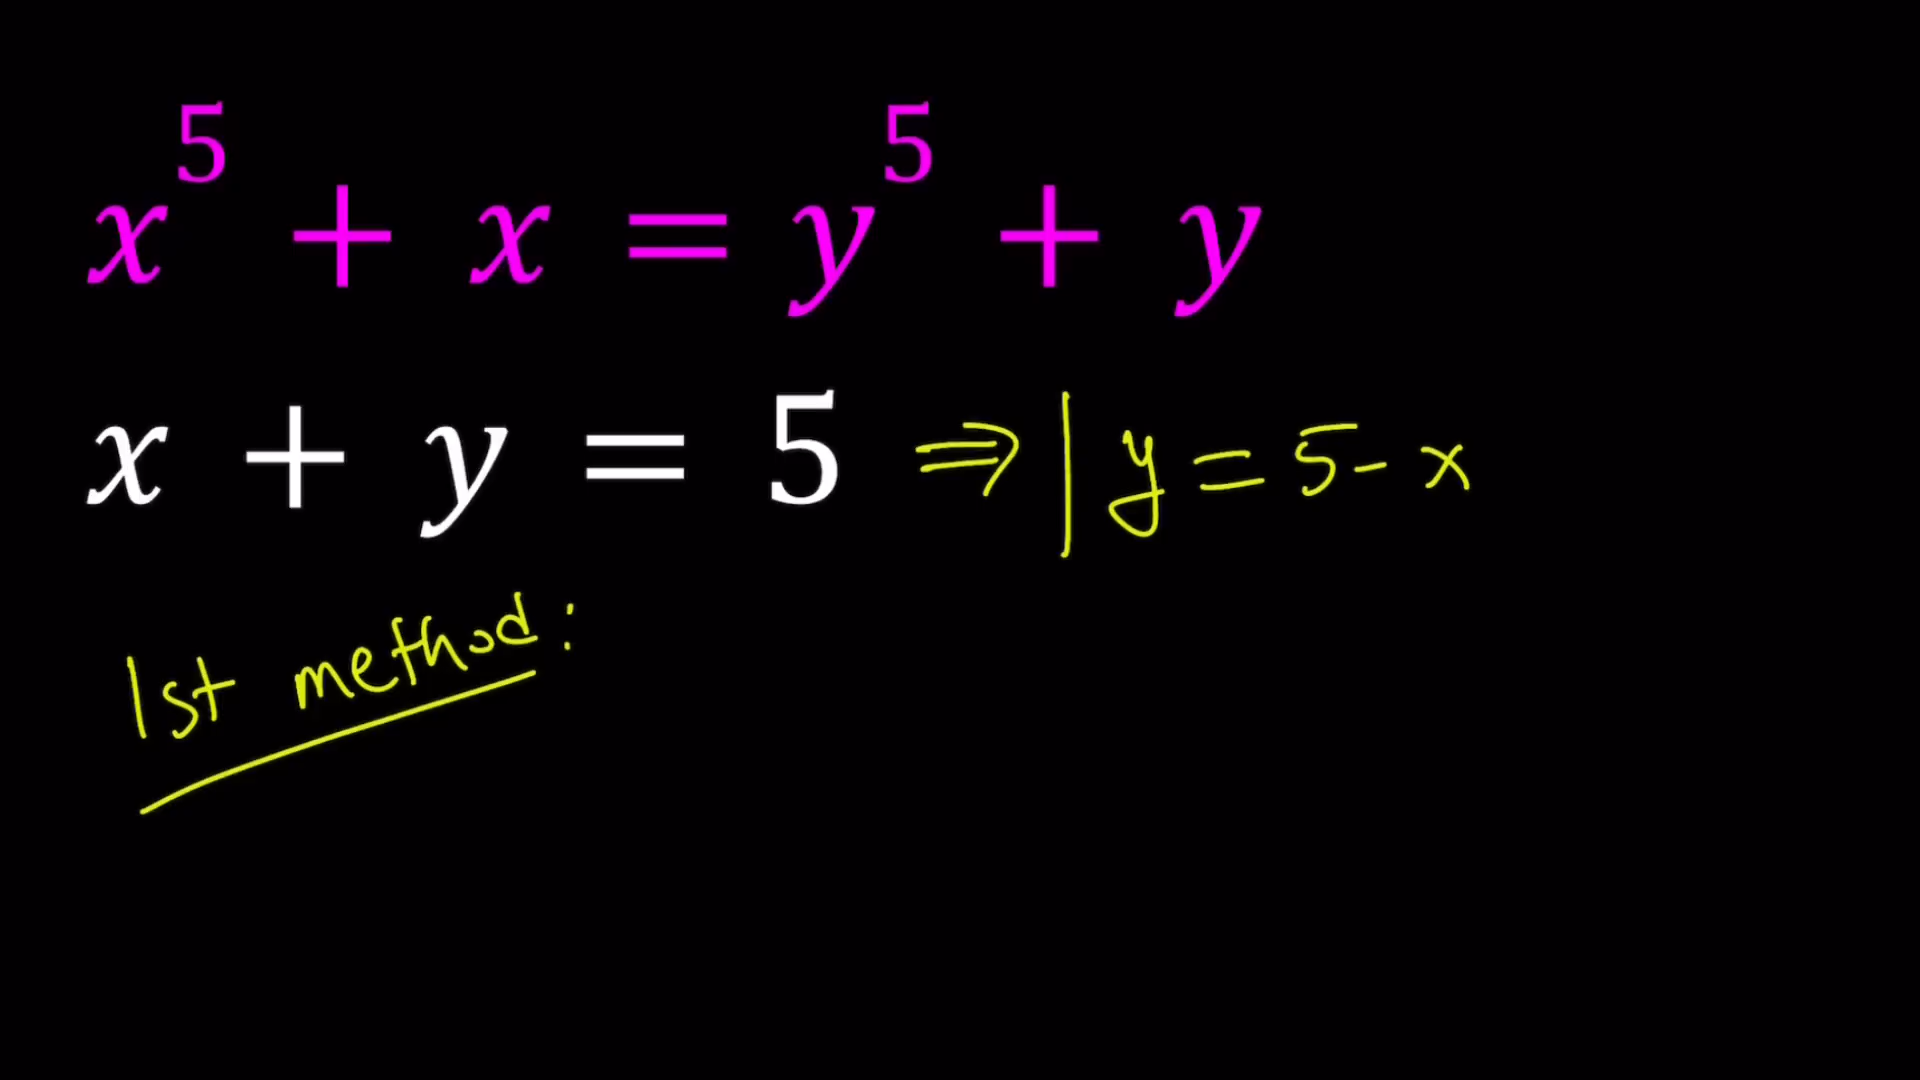 x⁵ + x = y⁵ + y
x + y = 5 ⇒ | y = 5 - x
1st method: